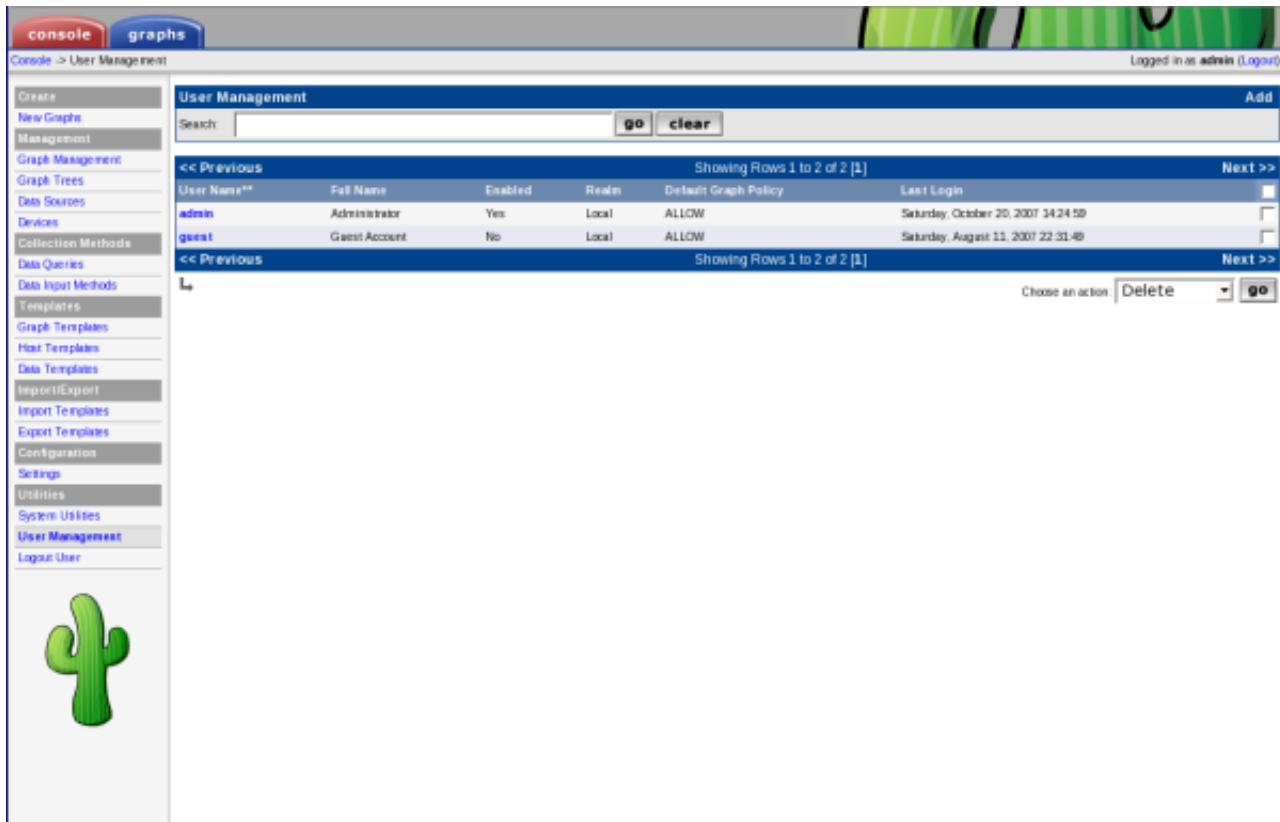 console graphs
Console -> User Management Logged in as admin (Logout)
Create
New Graphs
Management
Graph Management
Graph Trees
Data Sources
Devices
Collection Methods
Data Queries
Data Input Methods
Templates
Graph Templates
Host Templates
Data Templates
Import/Export
Import Templates
Export Templates
Configuration
Settings
Utilities
System Utilities
User Management
Logout User
User Management Add
Search: go clear
<< Previous Showing Rows 1 to 2 of 2 [1] Next >>
User Name** Full Name Enabled Realm Default Graph Policy Last Login
admin Administrator Yes Local ALLOW Saturday, October 20, 2007 14:24:59
guest Guest Account No Local ALLOW Saturday, August 11, 2007 22:31:49
<< Previous Showing Rows 1 to 2 of 2 [1] Next >>
Choose an action: Delete go